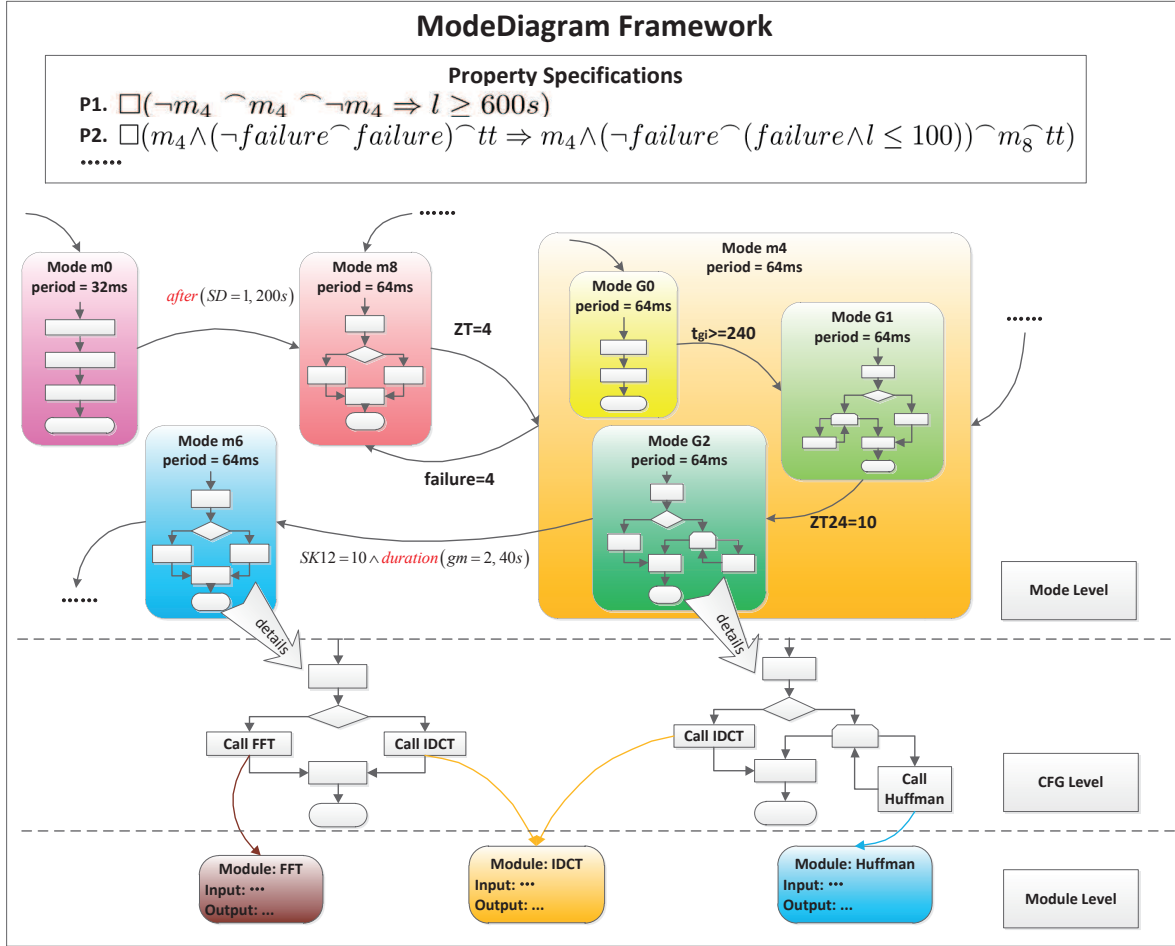 ModeDiagram Framework
Property Specifications
P1. □(¬m₄ ⌒ m₄ ⌒ ¬m₄ ⇒ l ≥ 600s)
P2. □(m₄∧(¬failure⌒failure)⌒tt ⇒ m₄∧(¬failure⌒(failure∧l ≤ 100))⌒m₈⌒tt)
••••••
••••••
Mode m0
period = 32ms
after(SD = 1, 200s)
Mode m8
period = 64ms
ZT=4
failure=4
Mode m4
period = 64ms
Mode G0
period = 64ms
tgi>=240
Mode G1
period = 64ms
••••••
Mode G2
period = 64ms
ZT24=10
Mode m6
period = 64ms
SK12 = 10 ∧ duration(gm = 2, 40s)
••••••
Mode Level
details
details
Call FFT
Call IDCT
Call IDCT
Call
Huffman
CFG Level
Module: FFT
Input: •••
Output: ...
Module: IDCT
Input: •••
Output: ...
Module: Huffman
Input: •••
Output: ...
Module Level